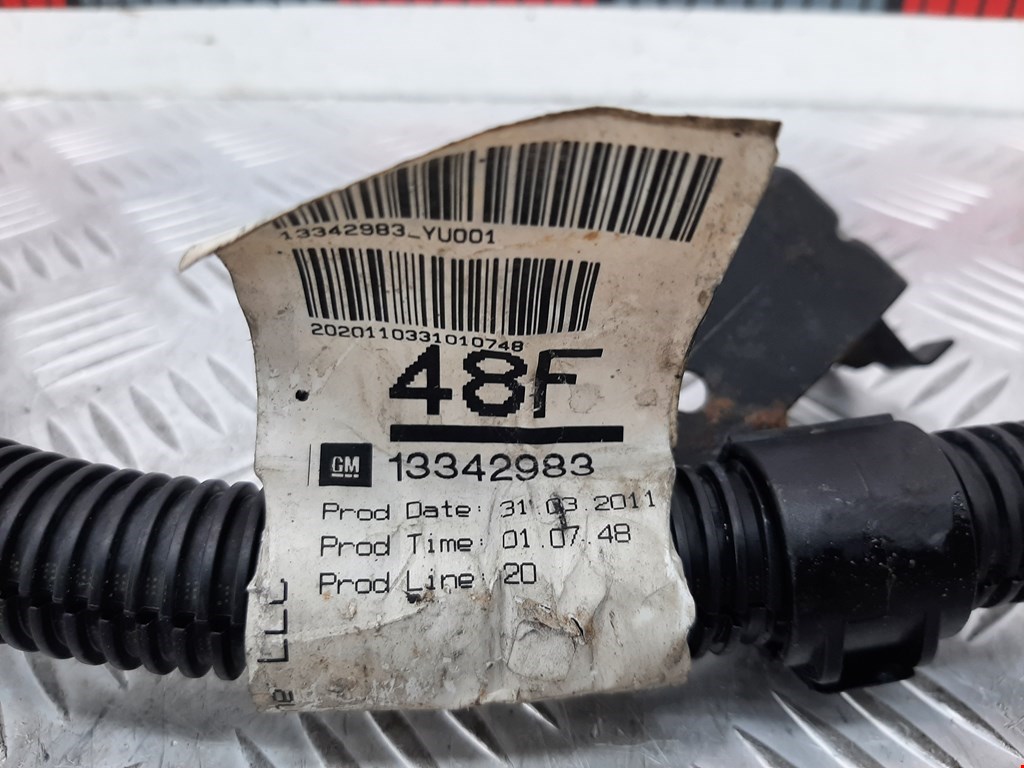 13342983_YU001
2020110331010748
48F
GM 13342983
Prod Date: 31.03.2011
Prod Time: 01.07.48
Prod Line: 20